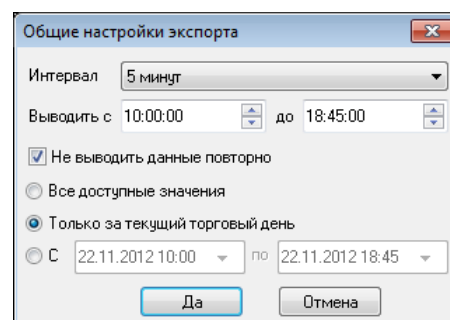 Общие настройки экспорта
Интервал 5 минут
Выводить с 10:00:00 до 18:45:00
Не выводить данные повторно
Все доступные значения
Только за текущий торговый день
С 22.11.2012 10:00 по 22.11.2012 18:45
Да Отмена